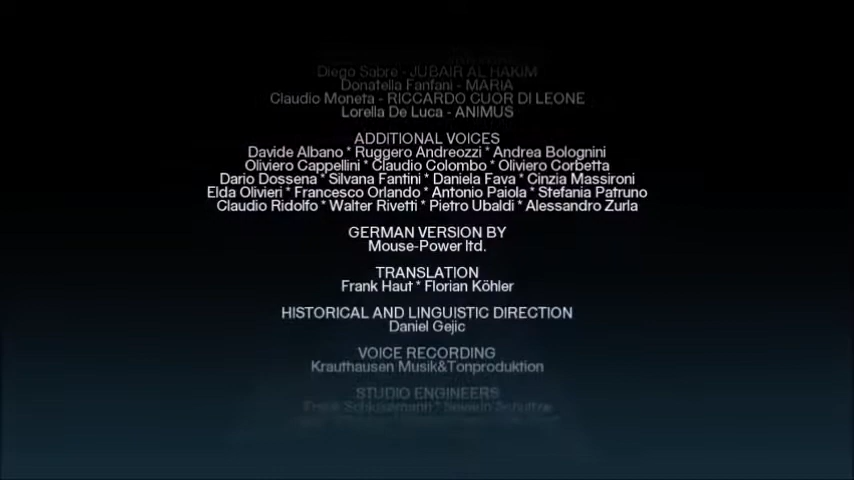 Diego Sabre - JUBAIR AL HAKIM
Donatella Fanfani - MARIA
Claudio Moneta - RICCARDO CUOR DI LEONE
Lorella De Luca - ANIMUS
ADDITIONAL VOICES
Davide Albano * Ruggero Andreozzi * Andrea Bolognini
Oliviero Cappellini * Claudio Colombo * Oliviero Corbetta
Dario Dossena * Silvana Fantini * Daniela Fava * Cinzia Massironi
Elda Olivieri * Francesco Orlando * Antonio Paiola * Stefania Patruno
Claudio Ridolfo * Walter Rivetti * Pietro Ubaldi * Alessandro Zurla
GERMAN VERSION BY
Mouse-Power ltd.
TRANSLATION
Frank Haut * Florian Köhler
HISTORICAL AND LINGUISTIC DIRECTION
Daniel Gejic
VOICE RECORDING
Krauthausen Musik&Tonproduktion
STUDIO ENGINEERS